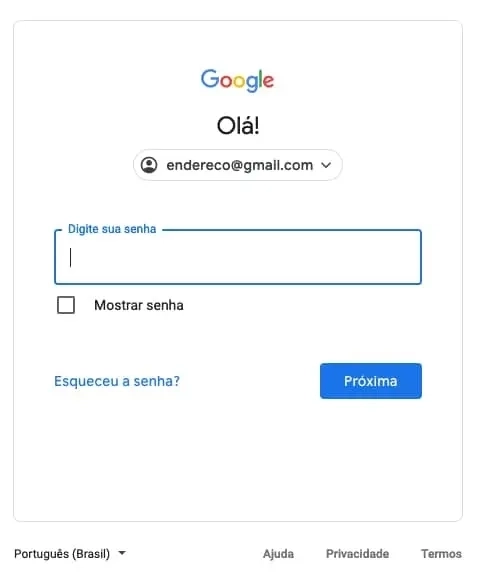 Google
Olá!
endereco@gmail.com
Digite sua senha
Mostrar senha
Esqueceu a senha? Próxima
Português (Brasil) Ajuda Privacidade Termos